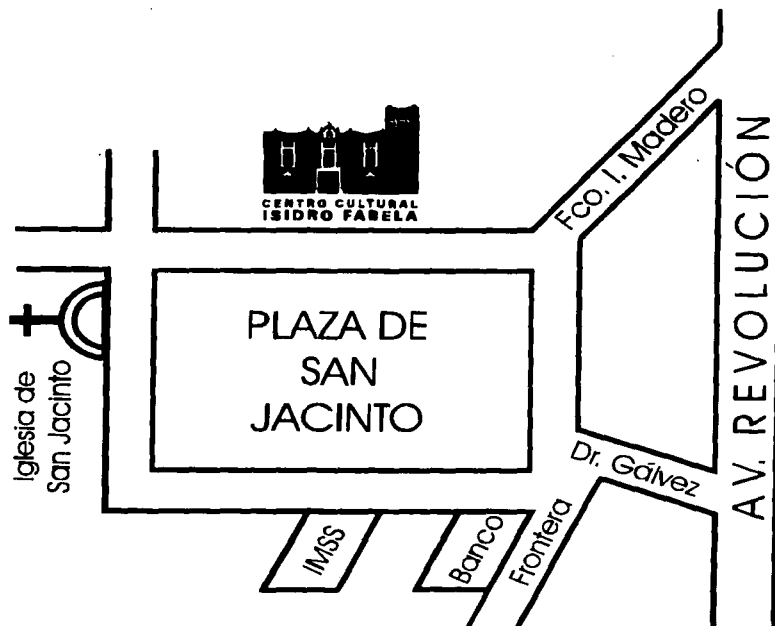 CENTRO CULTURAL
ISIDRO FABELA
Fco. I. Madero
AV. REVOLUCIÓN
PLAZA DE
SAN
JACINTO
Iglesia de
San Jacinto
Dr. Gálvez
IMSS
Banco
Frontera